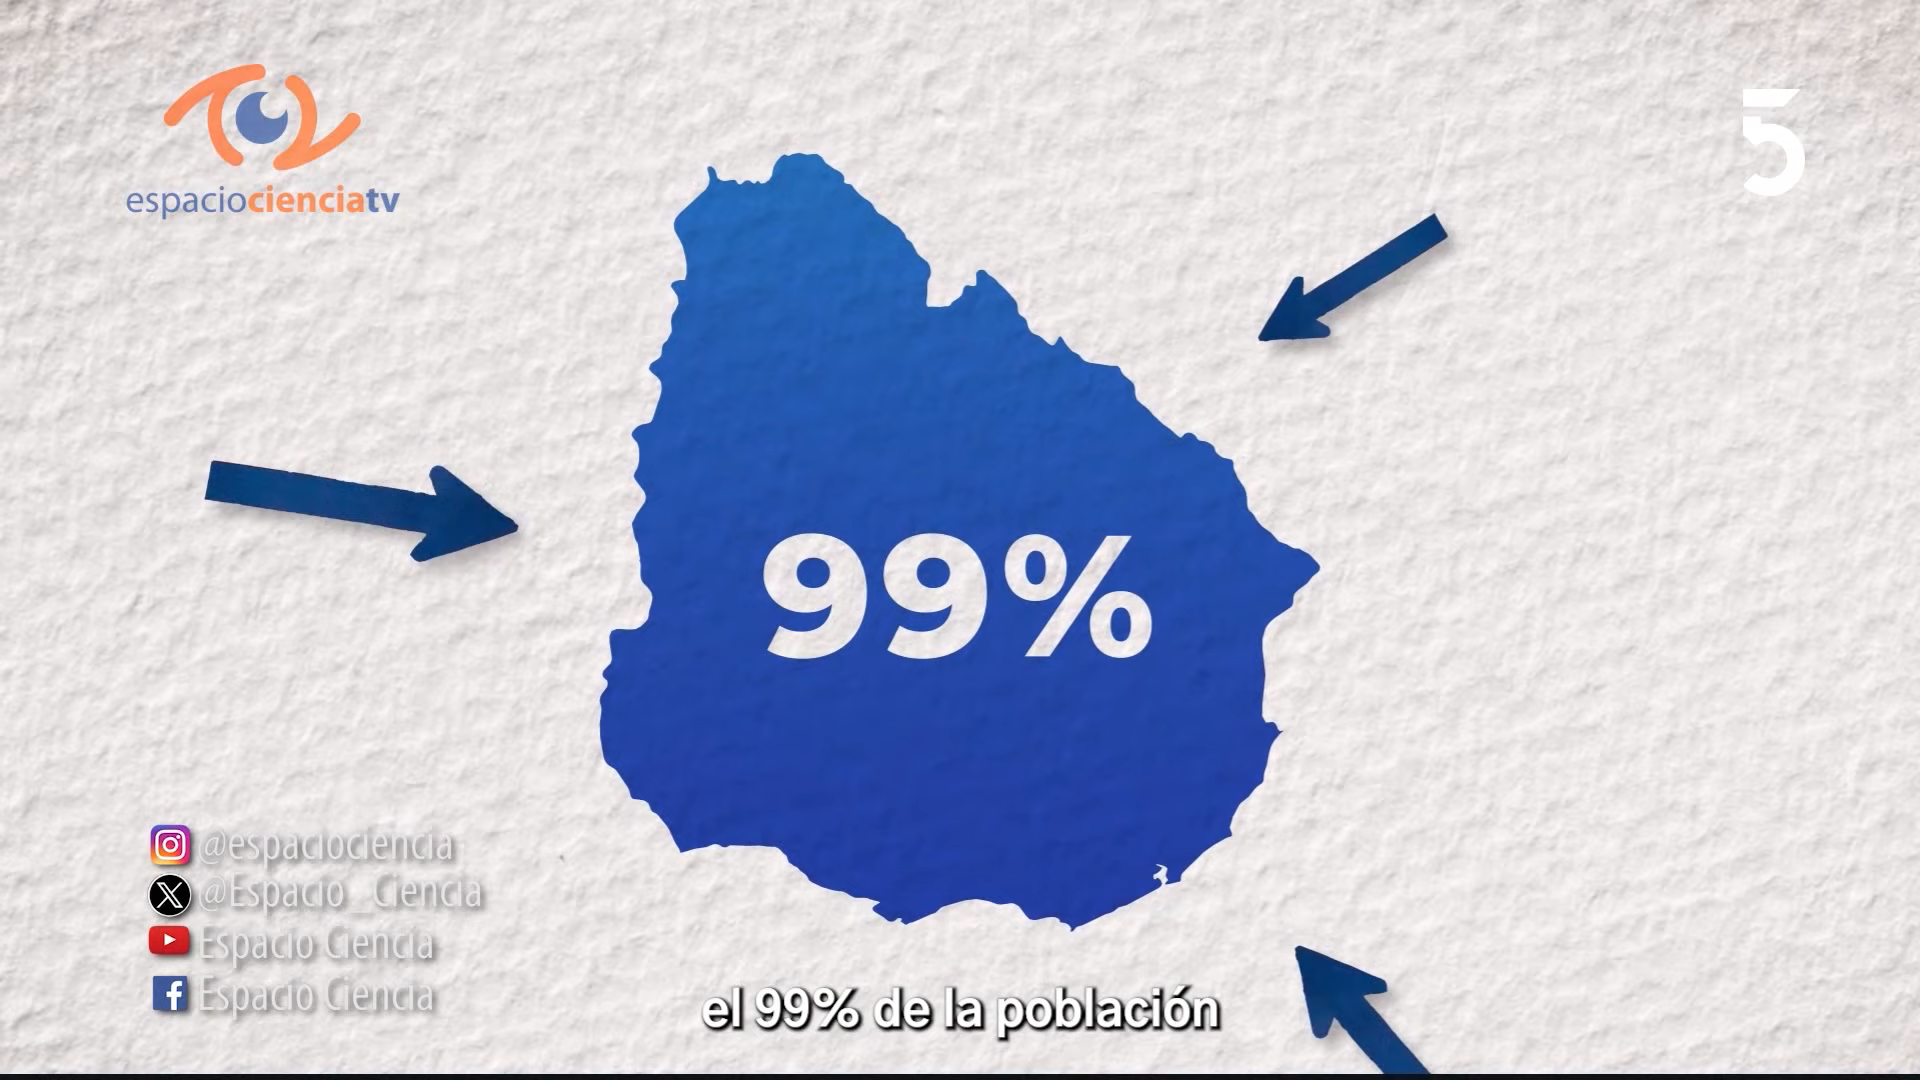 espaciocienciatv
5
99%
@espaciociencia
@Espacio_Ciencia
Espacio Ciencia
Espacio Ciencia
el 99% de la población